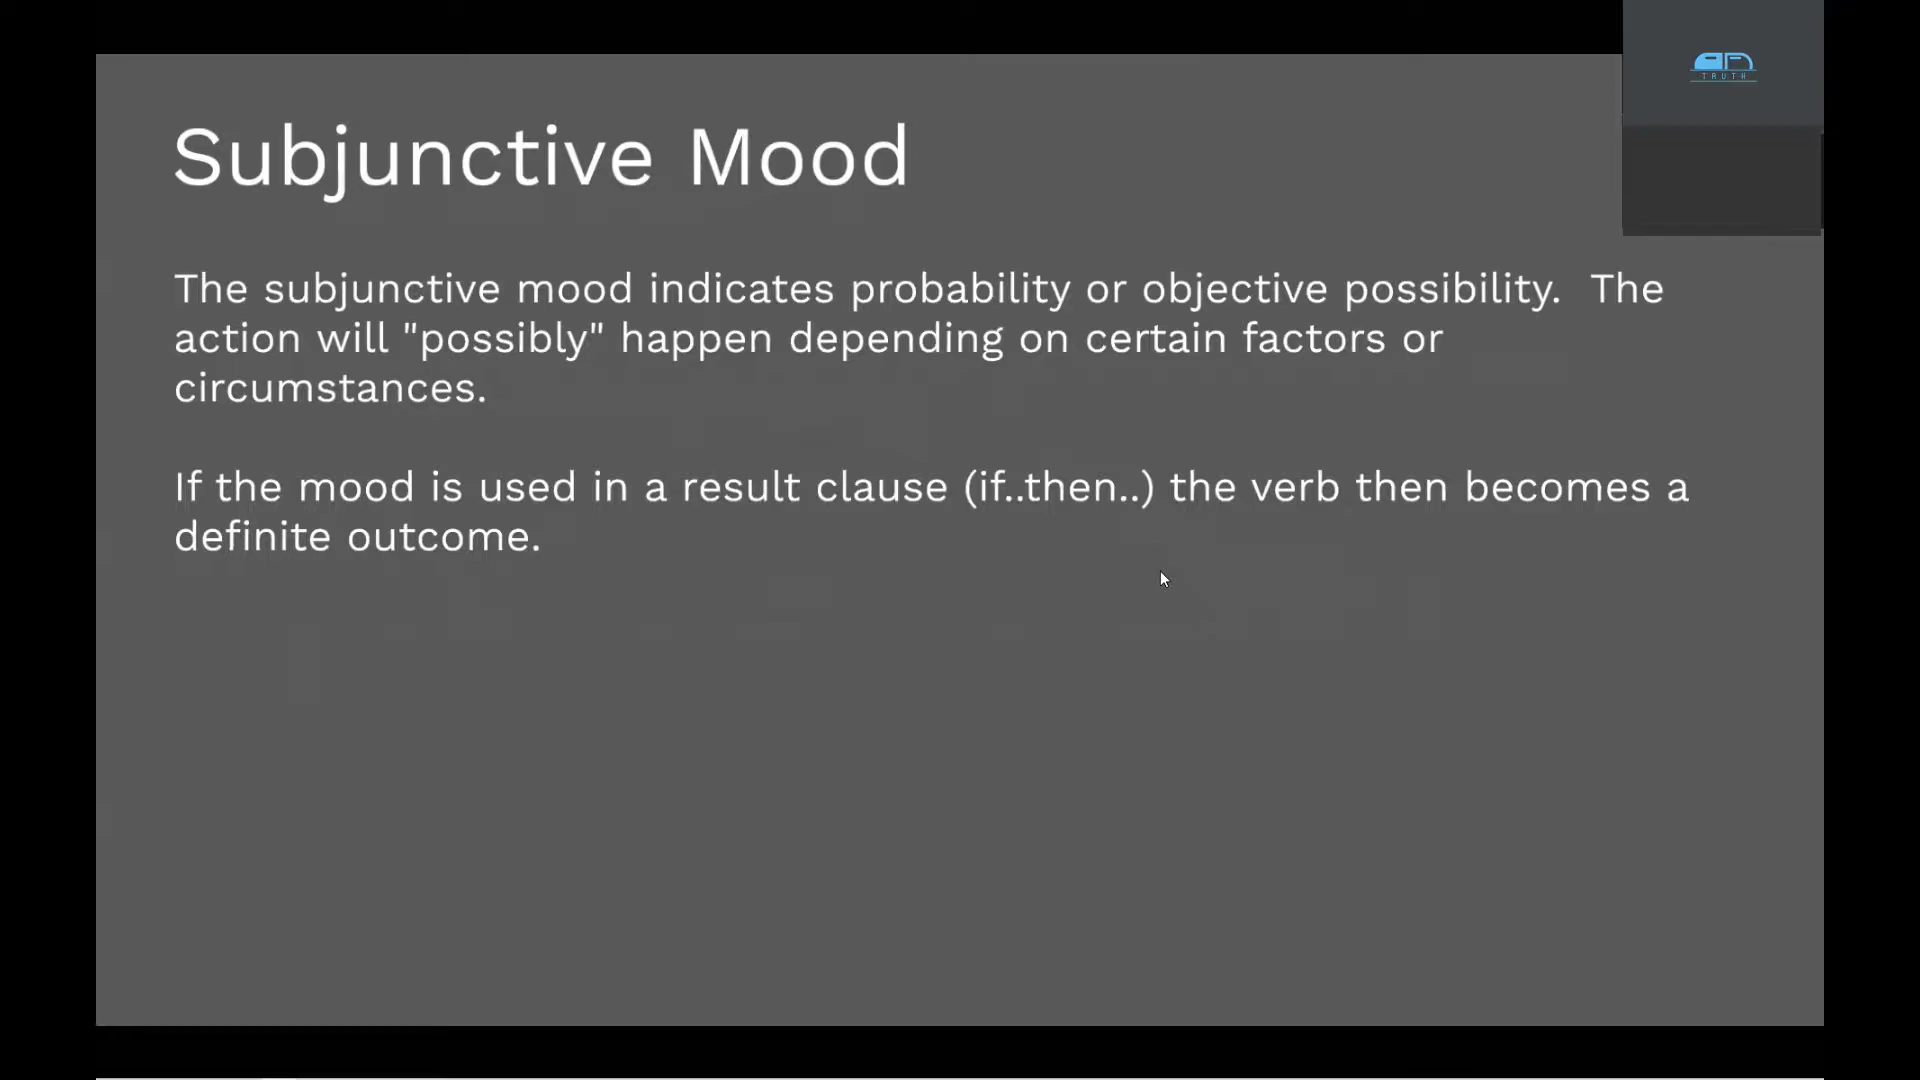 TRUTH
Subjunctive Mood
The subjunctive mood indicates probability or objective possibility.  The
action will "possibly" happen depending on certain factors or
circumstances.
If the mood is used in a result clause (if..then..) the verb then becomes a
definite outcome.